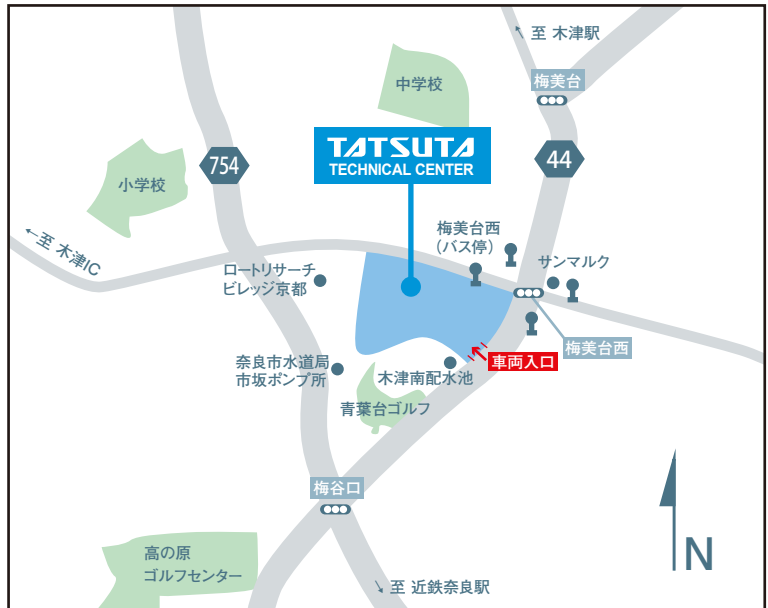 ↖ 至 木津駅
梅美台
中学校
44
TATSUTA
TECHNICAL CENTER
754
小学校
梅美台西
(バス停)
←至 木津IC
サンマルク
ロートリサーチ
ビレッジ京都
梅美台西
車両入口
奈良市水道局
市坂ポンプ所
木津南配水池
青葉台ゴルフ
梅谷口
高の原
ゴルフセンター
↘ 至 近鉄奈良駅
N